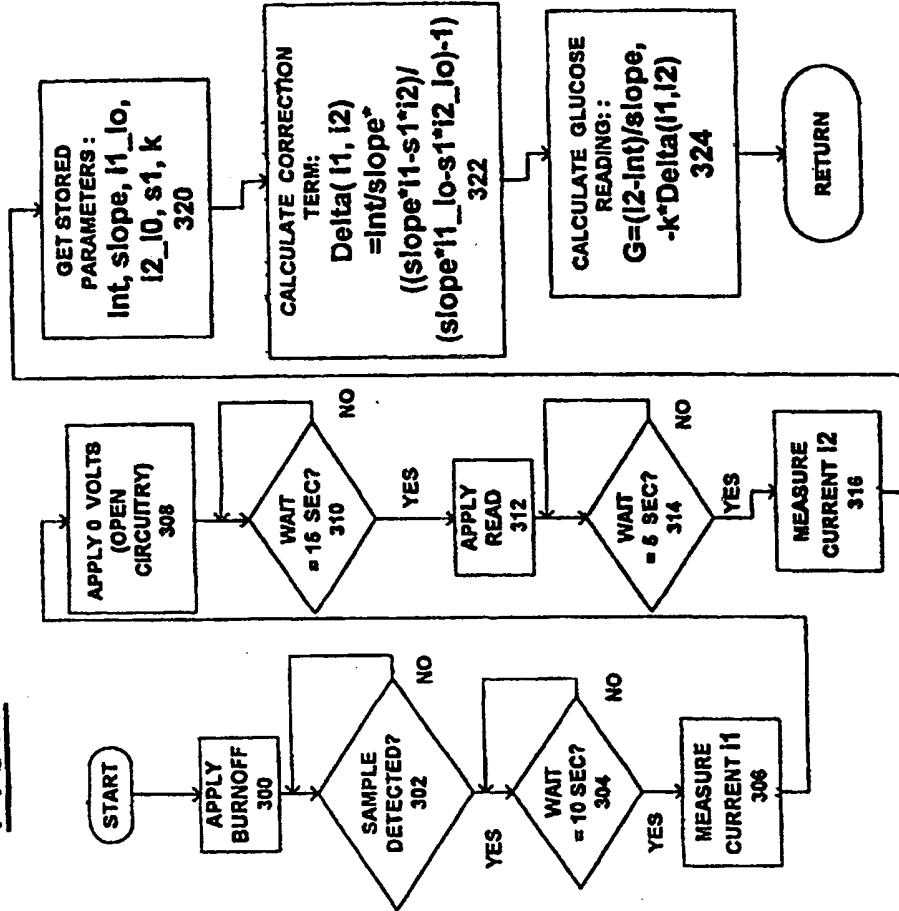 START
APPLY
BURNOFF
300
SAMPLE
DETECTED?
302
NO
YES
WAIT
= 10 SEC?
304
NO
YES
MEASURE
CURRENT i1
306
APPLY 0 VOLTS
(OPEN
CIRCUITRY)
308
WAIT
= 15 SEC?
310
NO
YES
APPLY
READ
312
WAIT
= 5 SEC?
314
NO
YES
MEASURE
CURRENT i2
316
GET STORED
PARAMETERS :
Int, slope, i1_lo,
i2_l0, s1, k
320
CALCULATE CORRECTION
TERM:
Delta( i1, i2)
=Int/slope*
((slope*i1-s1*i2)/
(slope*i1_lo-s1*i2_lo)-1)
322
CALCULATE GLUCOSE
READING: :
G=(i2-Int)/slope,
-k*Delta(i1,i2)
324
RETURN